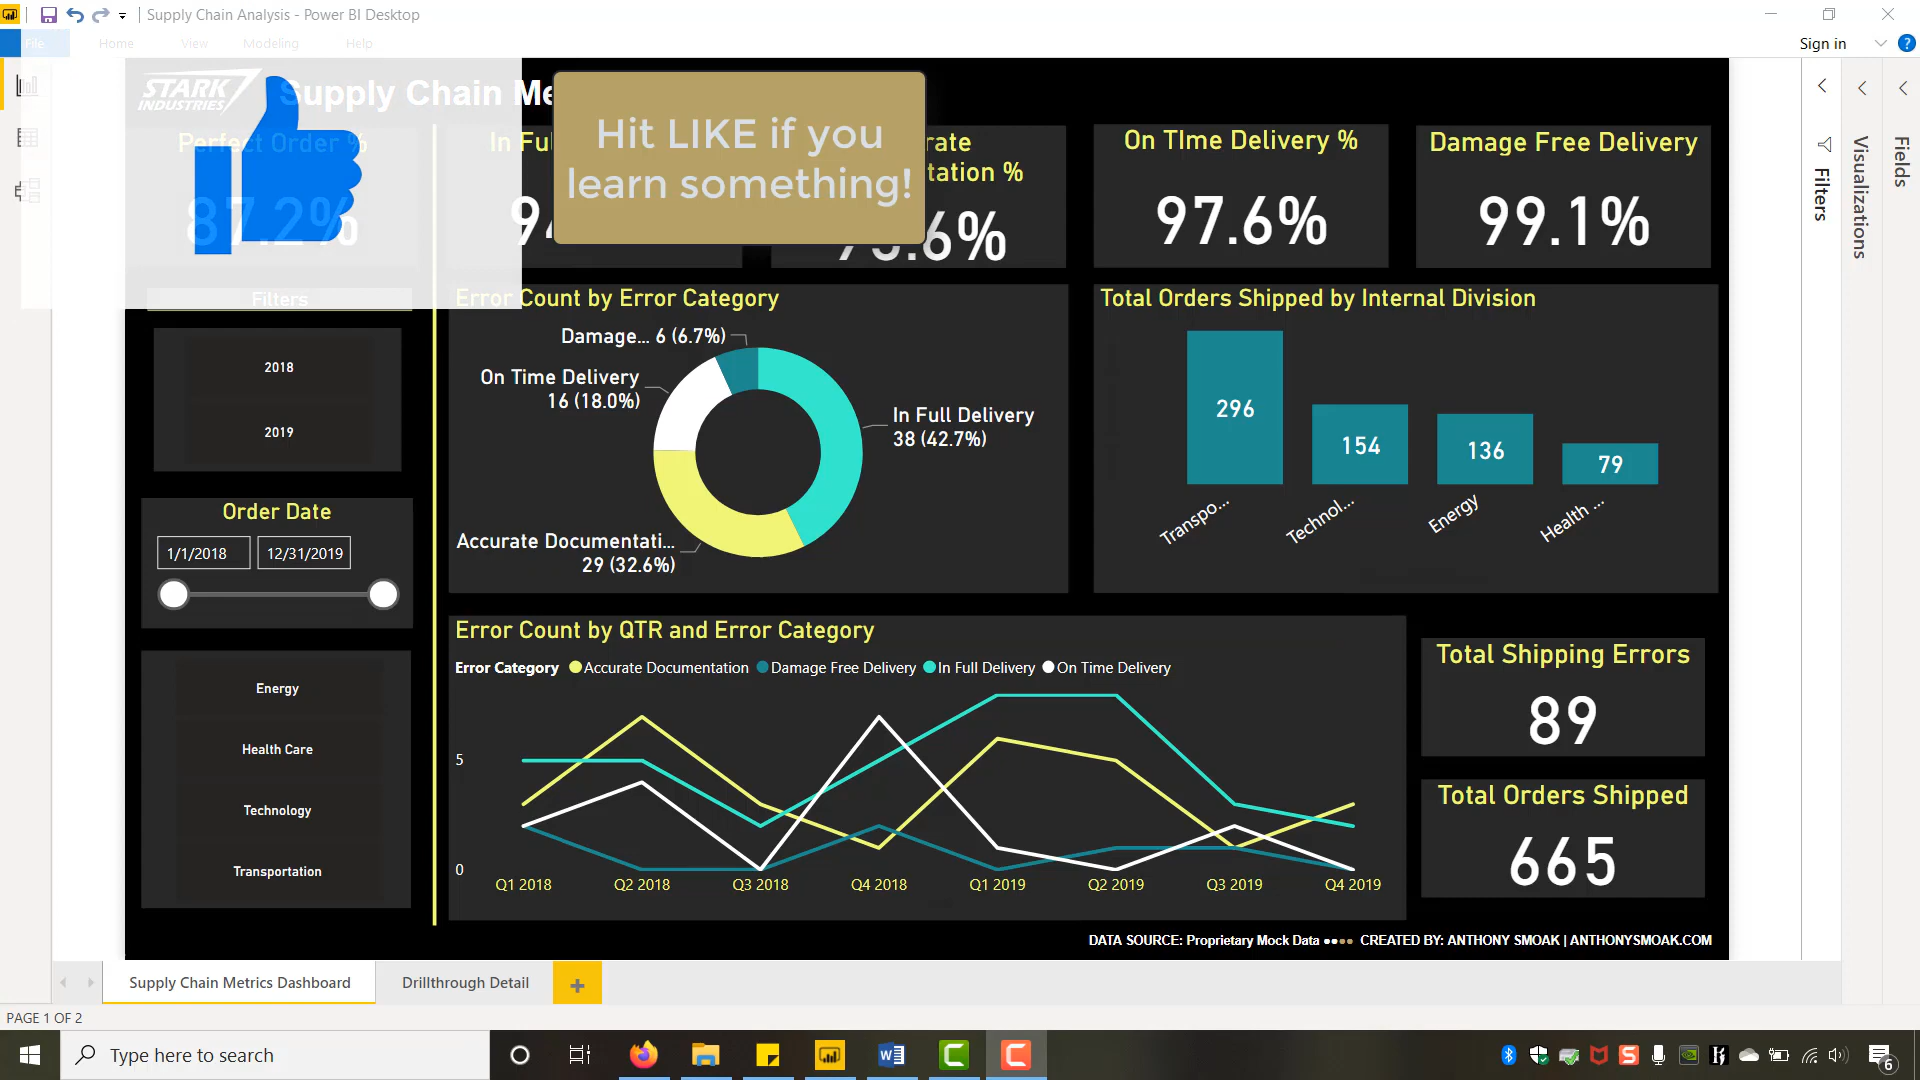 Supply Chain Analysis - Power BI Desktop
File Home View Modeling Help
Sign in
STARK
INDUSTRIES
Supply Chain Me
Hit LIKE if you
learn something!
Perfect Order %
87.2%
In Ful
94
rate
tation %
.6%
On TIme Delivery %
97.6%
Damage Free Delivery
99.1%
Filters
Visualizations
Fields
Filters
2018
2019
Order Date
1/1/2018
12/31/2019
Energy
Health Care
Technology
Transportation
Error Count by Error Category
Damage... 6 (6.7%)
On Time Delivery
16 (18.0%)
In Full Delivery
38 (42.7%)
Accurate Documentati...
29 (32.6%)
Total Orders Shipped by Internal Division
296
154
136
79
Transpo...
Technol...
Energy
Health ...
Error Count by QTR and Error Category
Error Category Accurate Documentation Damage Free Delivery In Full Delivery On Time Delivery
5
0
Q1 2018 Q2 2018 Q3 2018 Q4 2018 Q1 2019 Q2 2019 Q3 2019 Q4 2019
Total Shipping Errors
89
Total Orders Shipped
665
DATA SOURCE: Proprietary Mock Data CREATED BY: ANTHONY SMOAK | ANTHONYSMOAK.COM
Supply Chain Metrics Dashboard
Drillthrough Detail
PAGE 1 OF 2
Type here to search
6